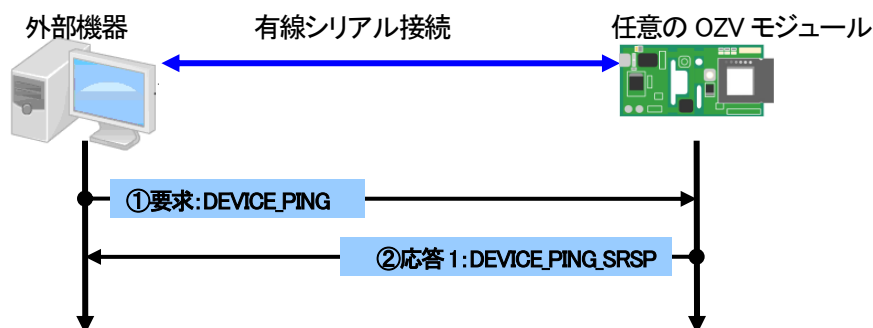 外部機器
有線シリアル接続
任意の OZV モジュール
①要求:DEVICE_PING
②応答 1:DEVICE_PING_SRSP